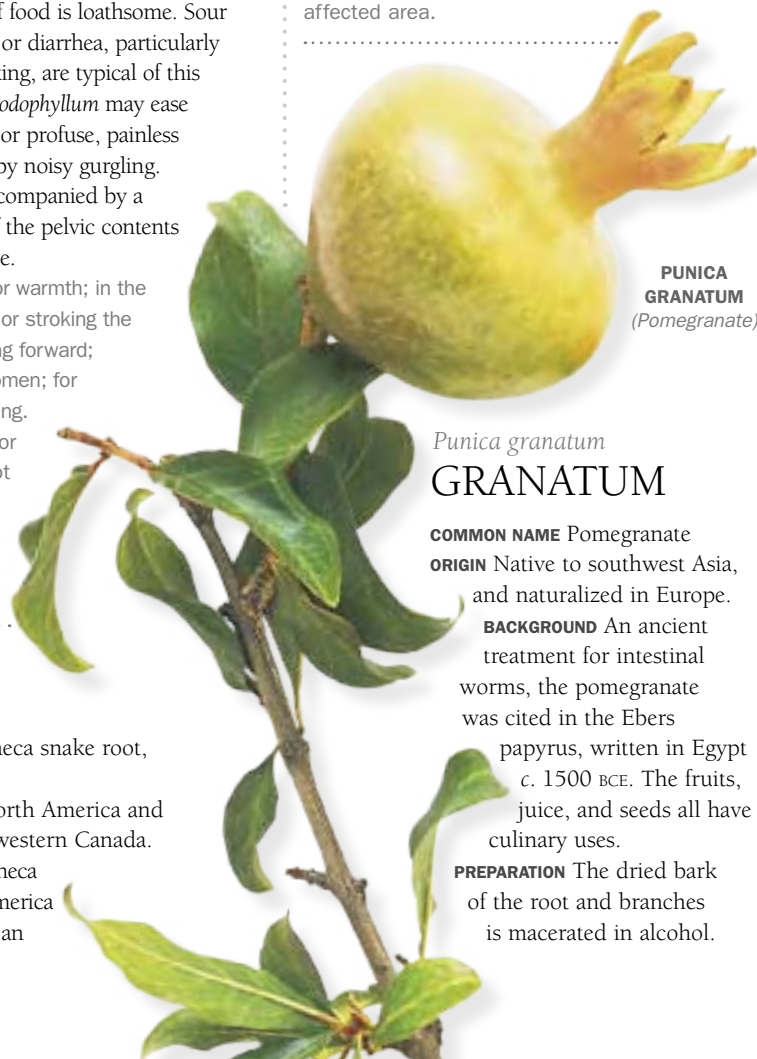 f food is loathsome. Sour
or diarrhea, particularly
king, are typical of this
odophyllum may ease
or profuse, painless
by noisy gurgling.
companied by a
f the pelvic contents
e.
or warmth; in the
or stroking the
ng forward;
omen; for
ng.
or
ot
eca snake root,
orth America and
western Canada.
neca
merica
an
affected area.
PUNICA
GRANATUM
(Pomegranate)
Punica granatum
GRANATUM
COMMON NAME Pomegranate
ORIGIN Native to southwest Asia,
and naturalized in Europe.
BACKGROUND An ancient
treatment for intestinal
worms, the pomegranate
was cited in the Ebers
papyrus, written in Egypt
c. 1500 BCE. The fruits,
juice, and seeds all have
culinary uses.
PREPARATION The dried bark
of the root and branches
is macerated in alcohol.